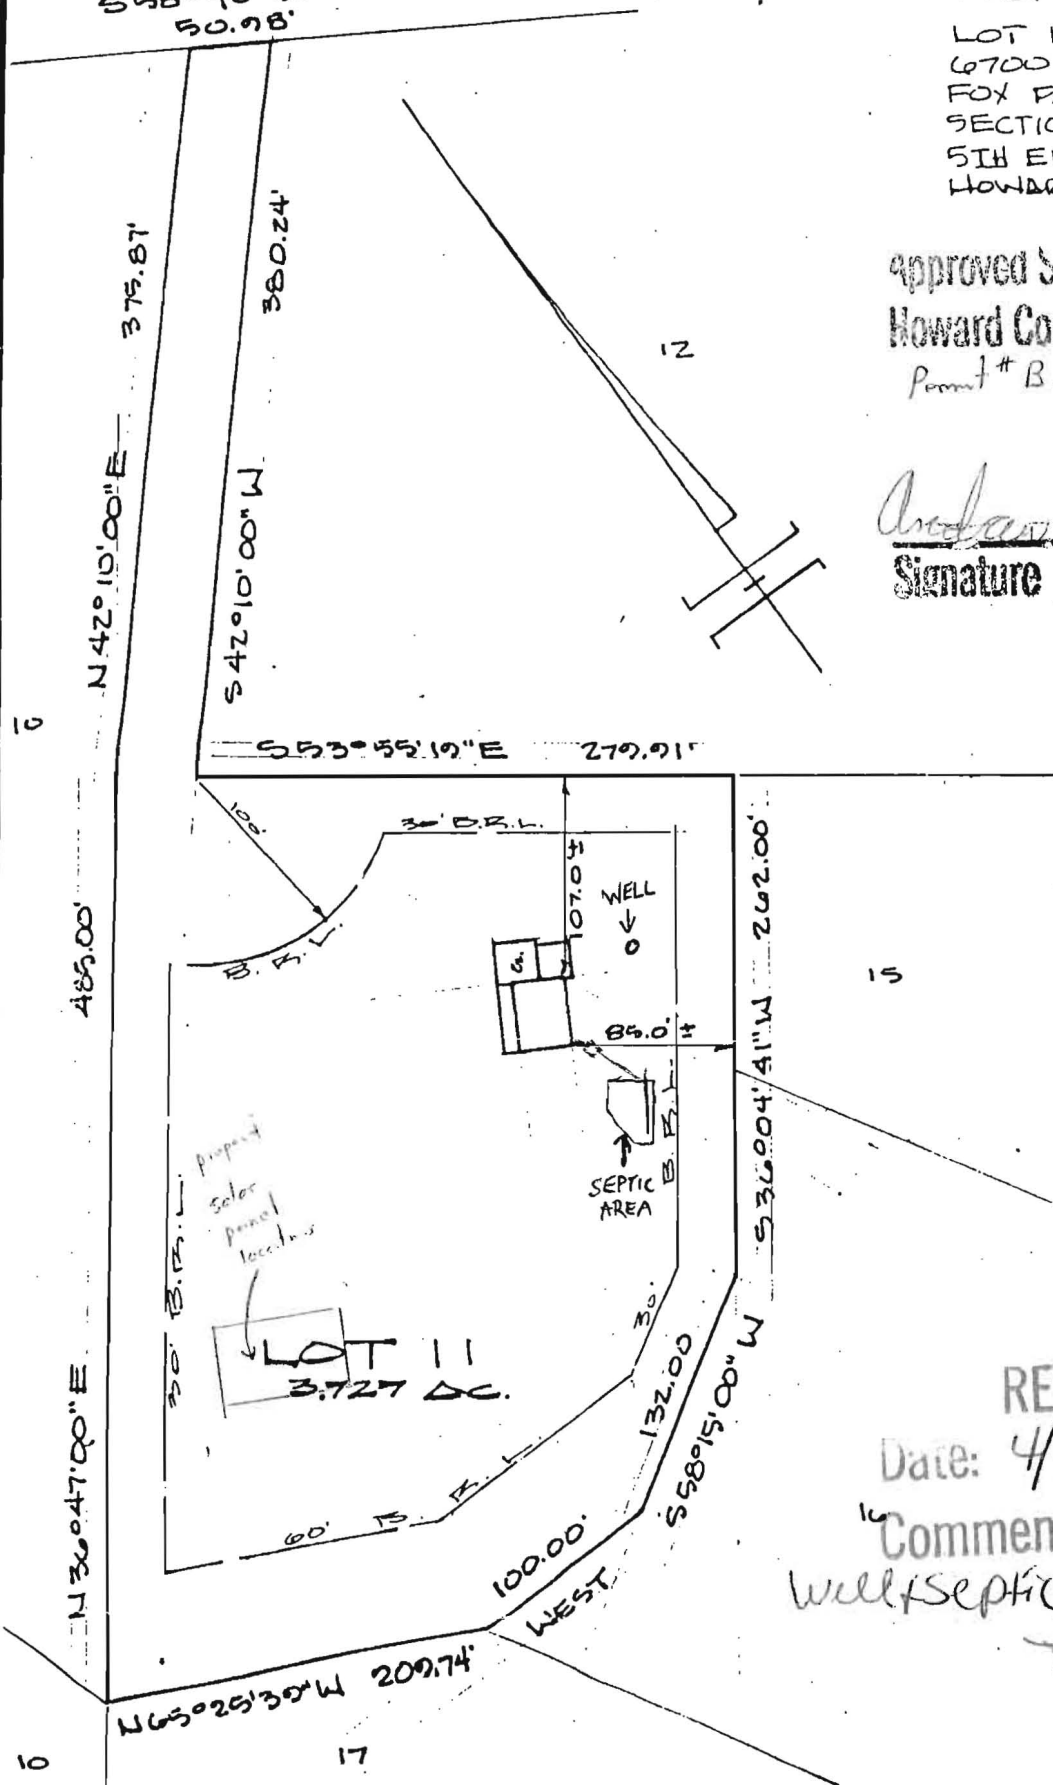 50.98'
LOT
6700
FOX
SECTIO
5TH
HOWAR
375.87'
380.24'
12
Approved
Howard Co
Permit # B
N 42° 10' 00" E
S 42° 10' 00" W
Signature
10
S 53° 55' 19" E 279.91'
100'
30' B.R.L.
107.0 ±
WELL
S 36° 04' 41" W 262.00'
485.00'
B. R. L.
G.
15
85.0' ±
B. R. L.
SEPTIC
AREA
proposed
solar
panel
location
30' B.R.L.
30'
LOT 11
3.727 AC.
132.00
S 58° 15' 00" W
N 36° 47' 00" E
RE
Date: 4/
16
Commen
Well & Septic
60' B. R. L.
100.00'
WEST
N 65° 25' 39" W 209.74'
10
17